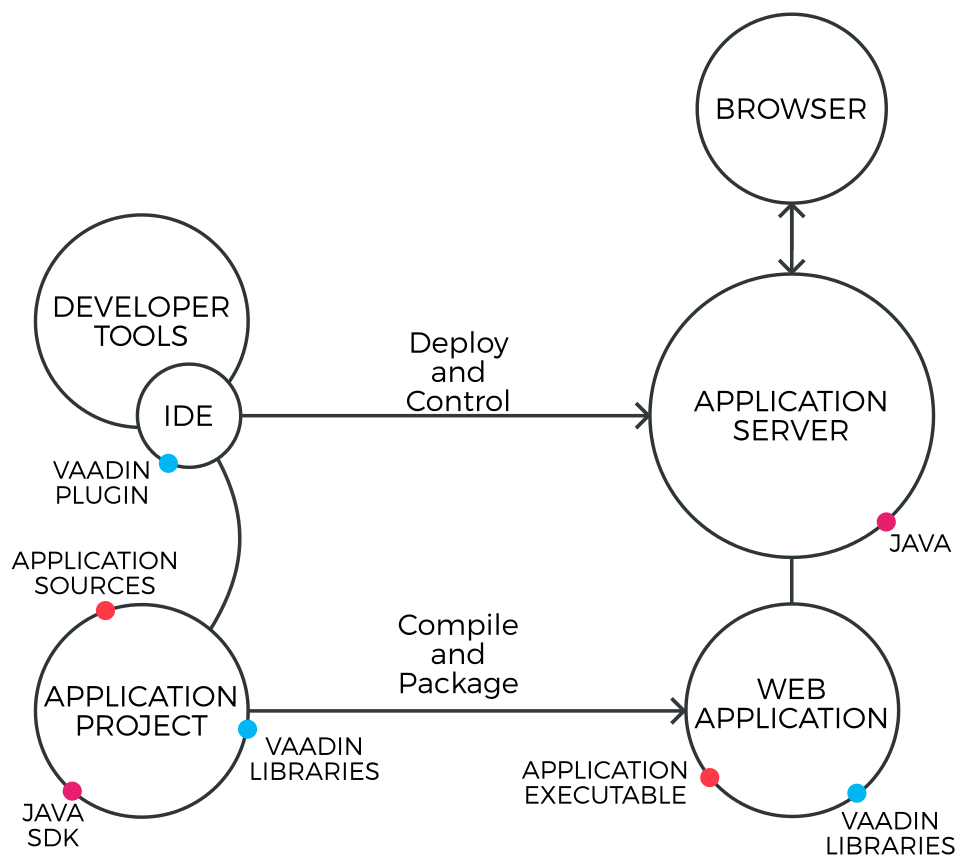 BROWSER
DEVELOPER
TOOLS
IDE
VAADIN
PLUGIN
Deploy
and
Control
APPLICATION
SERVER
JAVA
APPLICATION
SOURCES
APPLICATION
PROJECT
VAADIN
LIBRARIES
JAVA
SDK
Compile
and
Package
WEB
APPLICATION
APPLICATION
EXECUTABLE
VAADIN
LIBRARIES